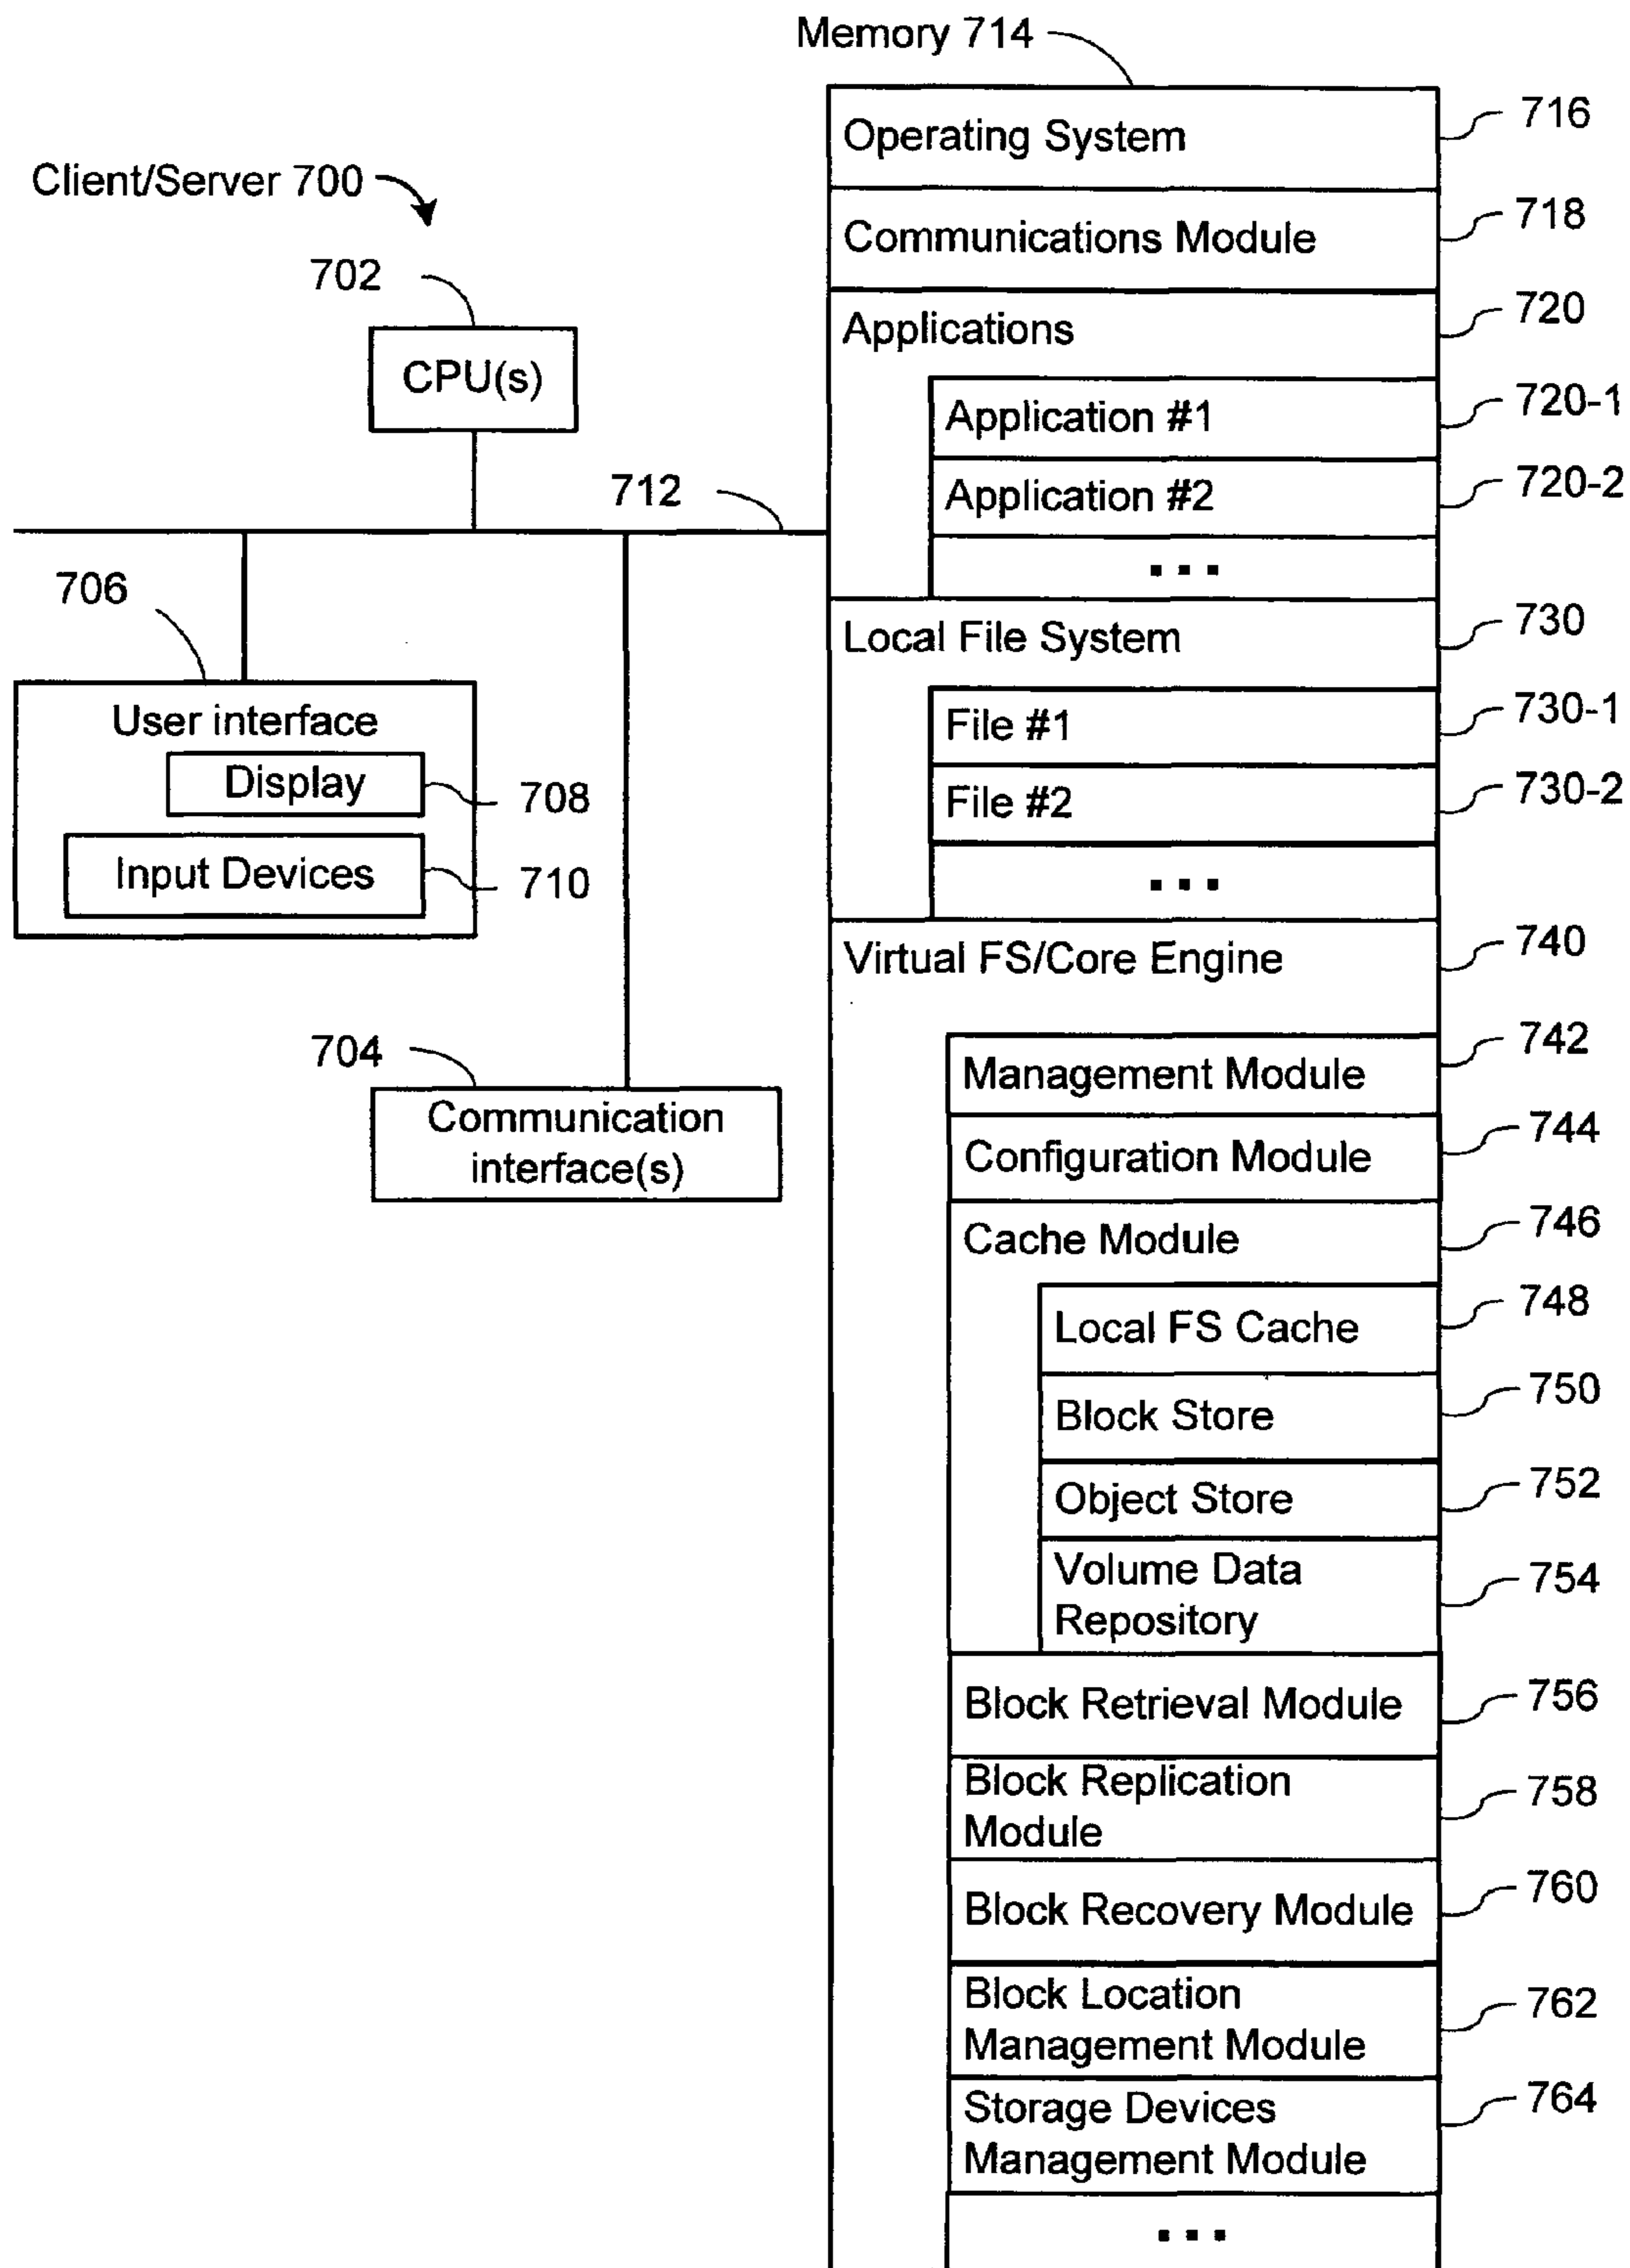 Memory 714
Client/Server 700
702
CPU(s)
712
706
User interface
Display
708
Input Devices
710
704
Communication
interface(s)
Operating System
716
Communications Module
718
Applications
720
Application #1
720-1
Application #2
720-2
...
Local File System
730
File #1
730-1
File #2
730-2
...
Virtual FS/Core Engine
740
Management Module
742
Configuration Module
744
Cache Module
746
Local FS Cache
748
Block Store
750
Object Store
752
Volume Data
Repository
754
Block Retrieval Module
756
Block Replication
Module
758
Block Recovery Module
760
Block Location
Management Module
762
Storage Devices
Management Module
764
...